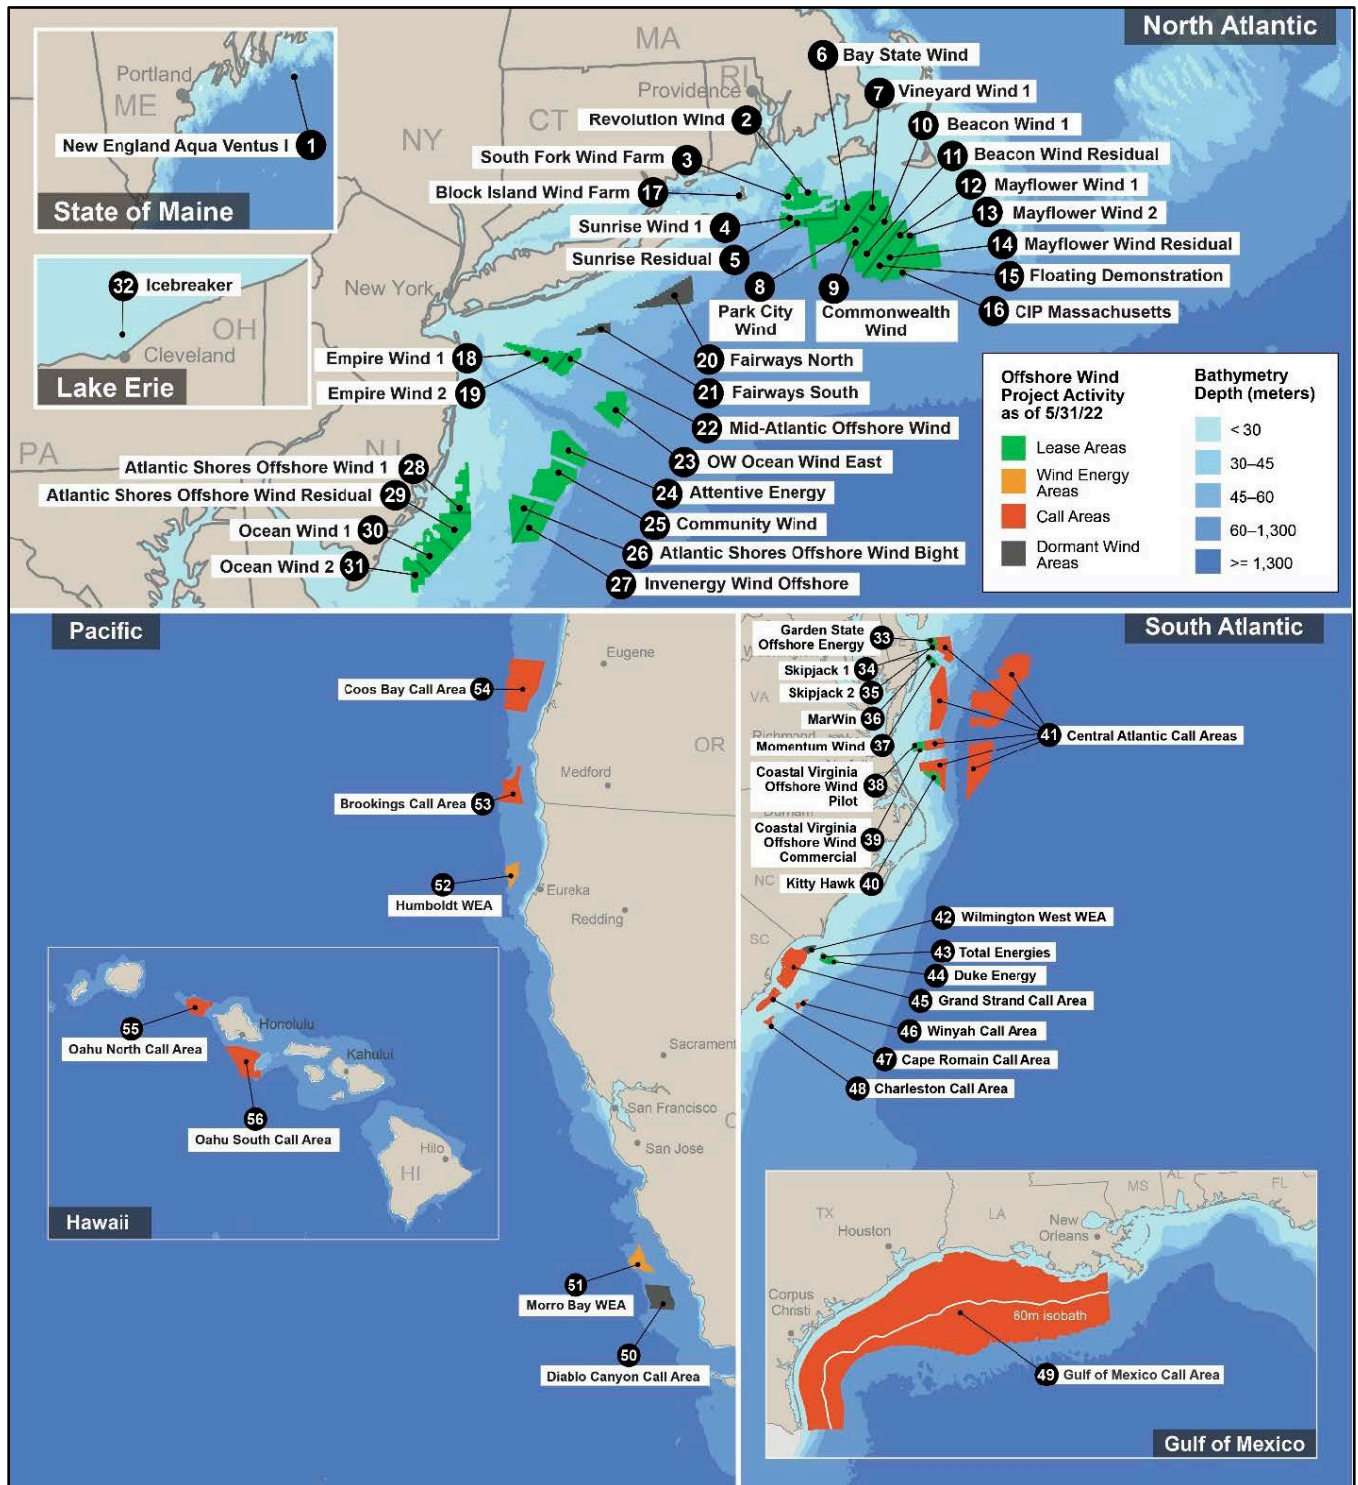 North Atlantic
MA
Portland
ME
New England Aqua Ventus I 1
State of Maine
NY
CT
RI
Providence
6 Bay State Wind
7 Vineyard Wind 1
Revolution Wind 2
10 Beacon Wind 1
South Fork Wind Farm 3
11 Beacon Wind Residual
Block Island Wind Farm 17
12 Mayflower Wind 1
Sunrise Wind 1 4
13 Mayflower Wind 2
Sunrise Residual 5
14 Mayflower Wind Residual
15 Floating Demonstration
8
Park City
Wind
9
Commonwealth
Wind
16 CIP Massachusetts
32 Icebreaker
OH
Cleveland
Lake Erie
New York
Empire Wind 1 18
Empire Wind 2 19
20 Fairways North
21 Fairways South
22 Mid-Atlantic Offshore Wind
23 OW Ocean Wind East
24 Attentive Energy
25 Community Wind
26 Atlantic Shores Offshore Wind Bight
27 Invenergy Wind Offshore
PA
NJ
Atlantic Shores Offshore Wind 1 28
Atlantic Shores Offshore Wind Residual 29
Ocean Wind 1 30
Ocean Wind 2 31
Offshore Wind
Project Activity
as of 5/31/22
Lease Areas
Wind Energy
Areas
Call Areas
Dormant Wind
Areas
Bathymetry
Depth (meters)
< 30
30–45
45–60
60–1,300
>= 1,300
Pacific
Eugene
Coos Bay Call Area 54
OR
Medford
Brookings Call Area 53
52
Humboldt WEA
Eureka
Redding
55
Oahu North Call Area
Honolulu
Kahului
56
Oahu South Call Area
Hilo
HI
Hawaii
Sacrament
San Francisco
San Jose
C
51
Morro Bay WEA
50
Diablo Canyon Call Area
South Atlantic
Garden State
Offshore Energy 33
Skipjack 1 34
Skipjack 2 35
VA
MarWin 36
Richmond
Momentum Wind 37
41 Central Atlantic Call Areas
Coastal Virginia
Offshore Wind
Pilot 38
Durham
Coastal Virginia
Offshore Wind
Commercial 39
NC
Kitty Hawk 40
SC
42 Wilmington West WEA
43 Total Energies
44 Duke Energy
45 Grand Strand Call Area
46 Winyah Call Area
47 Cape Romain Call Area
48 Charleston Call Area
TX
LA
MS
AL
FL
Houston
New
Orleans
Corpus
Christi
60m isobath
49 Gulf of Mexico Call Area
Gulf of Mexico